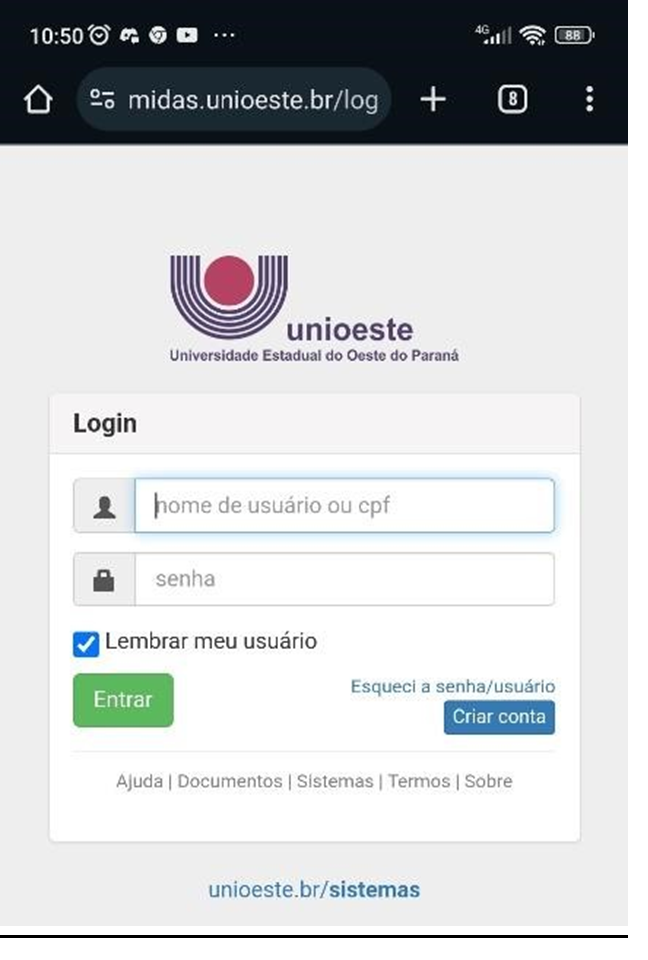 10:50 4G 88
midas.unioeste.br/log 8
unioeste
Universidade Estadual do Oeste do Paraná
Login
nome de usuário ou cpf
senha
Lembrar meu usuário
Entrar
Esqueci a senha/usuário
Criar conta
Ajuda | Documentos | Sistemas | Termos | Sobre
unioeste.br/sistemas